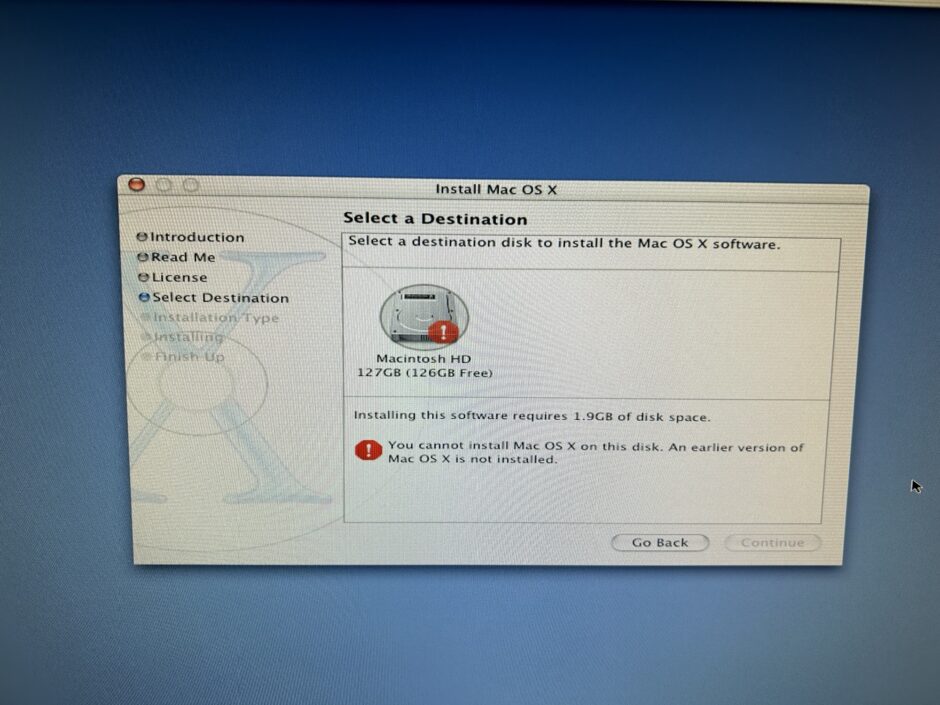 Install Mac OS X
Select a Destination
Introduction
Read Me
License
Select Destination
Installation Type
Installing
Finish Up
Select a destination disk to install the Mac OS X software.
Macintosh HD
127GB (126GB Free)
Installing this software requires 1.9GB of disk space.
You cannot install Mac OS X on this disk. An earlier version of
Mac OS X is not installed.
Go Back
Continue